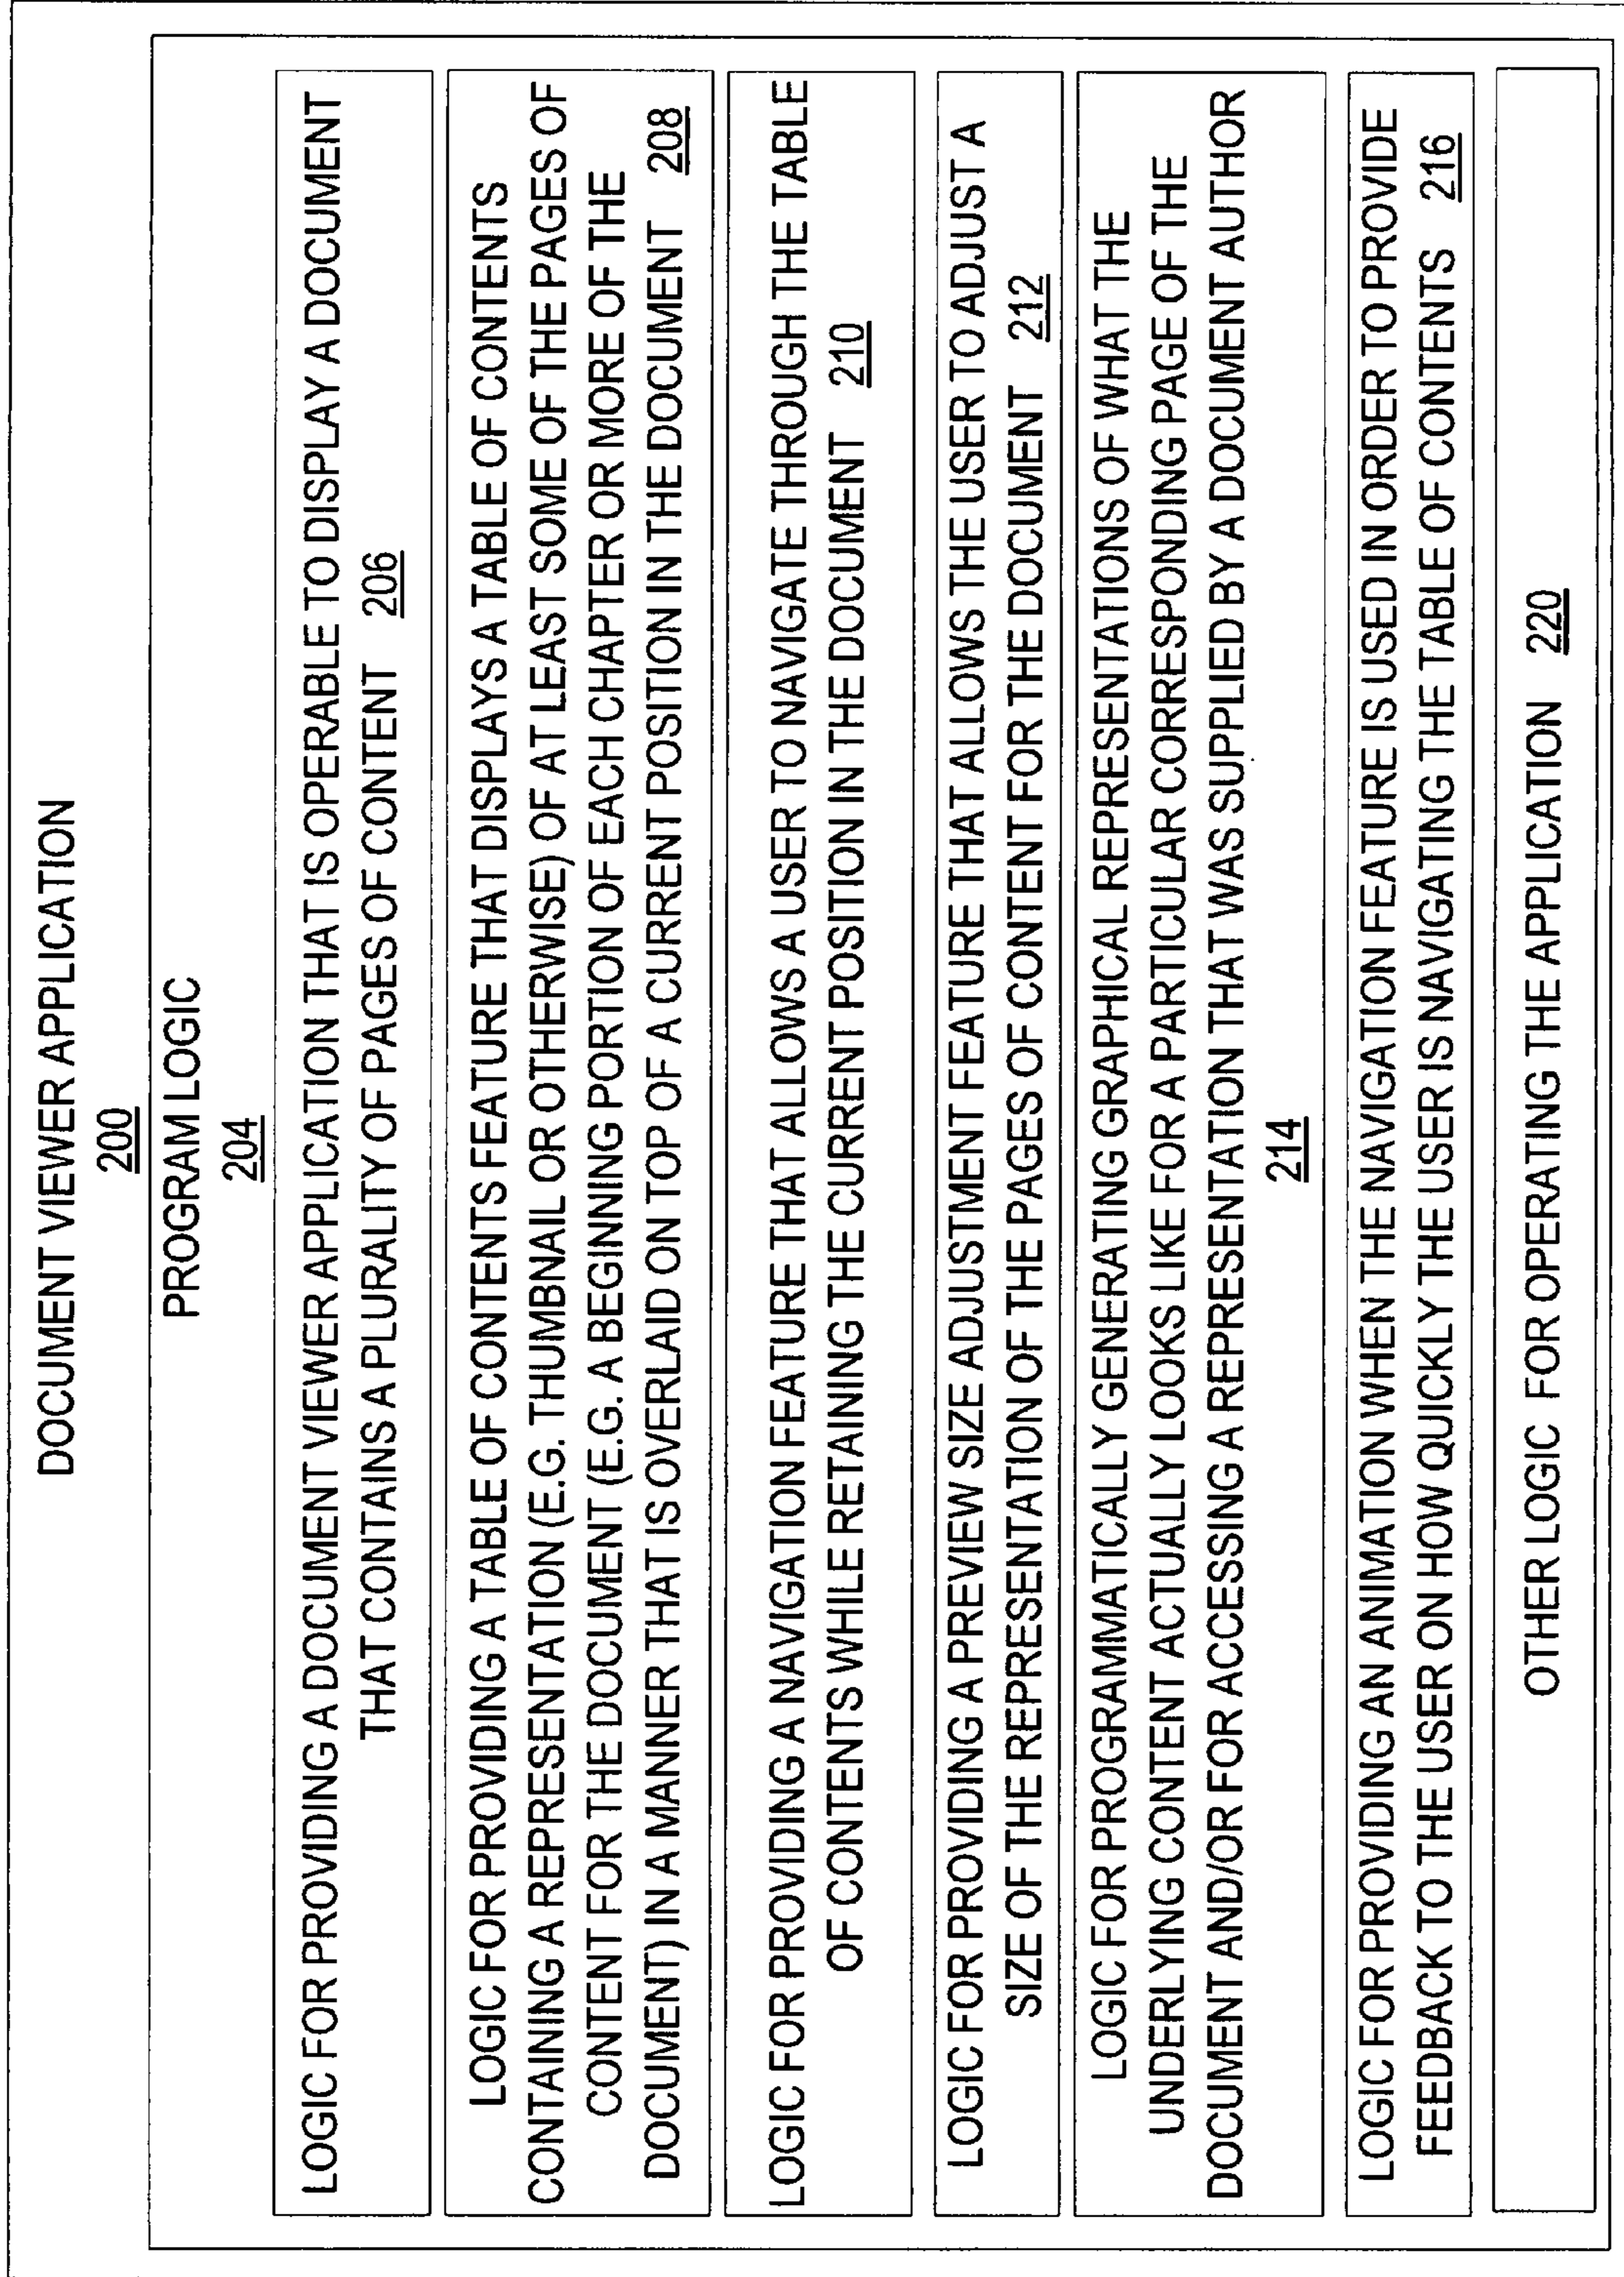 DOCUMENT VIEWER APPLICATION
200
PROGRAM LOGIC
204
LOGIC FOR PROVIDING A DOCUMENT VIEWER APPLICATION THAT IS OPERABLE TO DISPLAY A DOCUMENT
THAT CONTAINS A PLURALITY OF PAGES OF CONTENT 206
LOGIC FOR PROVIDING A TABLE OF CONTENTS FEATURE THAT DISPLAYS A TABLE OF CONTENTS
CONTAINING A REPRESENTATION (E.G. THUMBNAIL OR OTHERWISE) OF AT LEAST SOME OF THE PAGES OF
CONTENT FOR THE DOCUMENT (E.G. A BEGINNING PORTION OF EACH CHAPTER OR MORE OF THE
DOCUMENT) IN A MANNER THAT IS OVERLAID ON TOP OF A CURRENT POSITION IN THE DOCUMENT 208
LOGIC FOR PROVIDING A NAVIGATION FEATURE THAT ALLOWS A USER TO NAVIGATE THROUGH THE TABLE
OF CONTENTS WHILE RETAINING THE CURRENT POSITION IN THE DOCUMENT 210
LOGIC FOR PROVIDING A PREVIEW SIZE ADJUSTMENT FEATURE THAT ALLOWS THE USER TO ADJUST A
SIZE OF THE REPRESENTATION OF THE PAGES OF CONTENT FOR THE DOCUMENT 212
LOGIC FOR PROGRAMMATICALLY GENERATING GRAPHICAL REPRESENTATIONS OF WHAT THE
UNDERLYING CONTENT ACTUALLY LOOKS LIKE FOR A PARTICULAR CORRESPONDING PAGE OF THE
DOCUMENT AND/OR FOR ACCESSING A REPRESENTATION THAT WAS SUPPLIED BY A DOCUMENT AUTHOR
214
LOGIC FOR PROVIDING AN ANIMATION WHEN THE NAVIGATION FEATURE IS USED IN ORDER TO PROVIDE
FEEDBACK TO THE USER ON HOW QUICKLY THE USER IS NAVIGATING THE TABLE OF CONTENTS 216
OTHER LOGIC FOR OPERATING THE APPLICATION 220